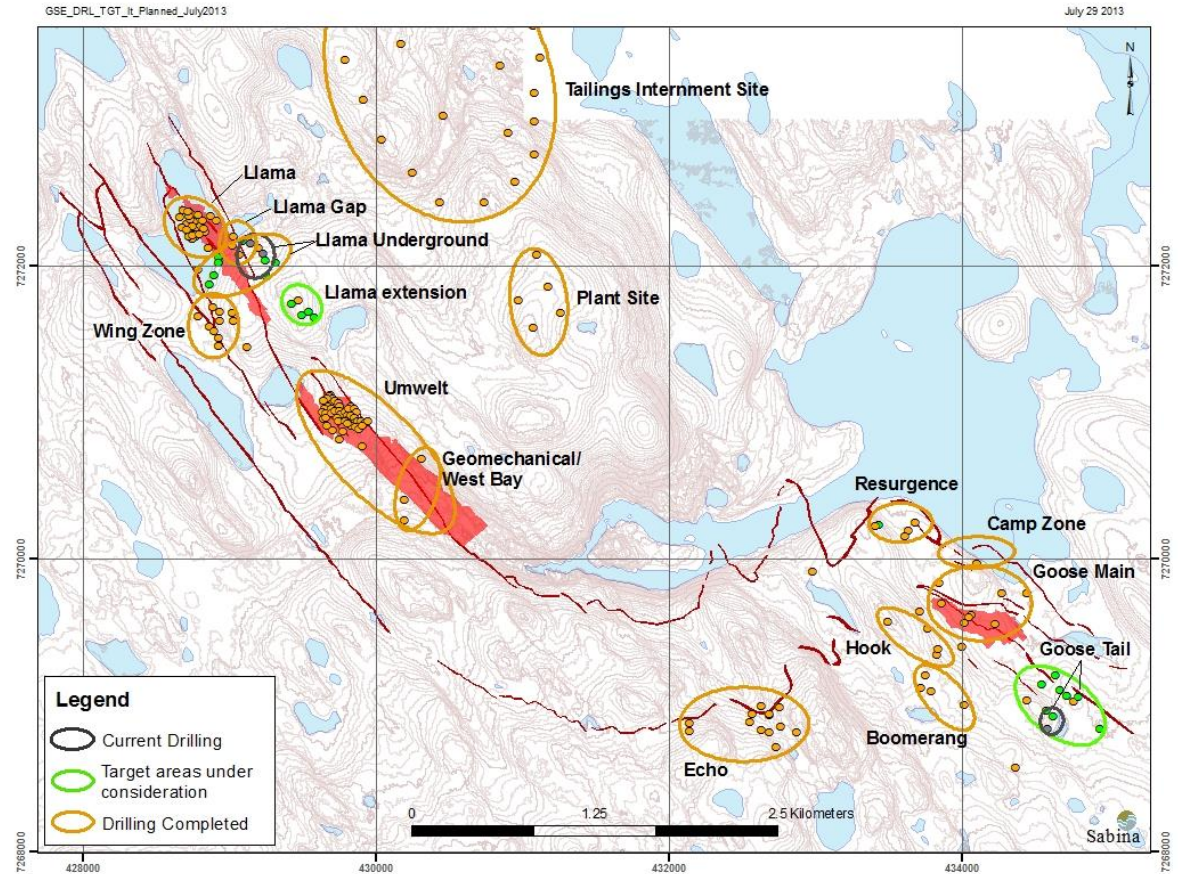 GSE_DRL_TGT_lt_Planned_July2013
July 29 2013
N
Tailings Internment Site
Llama
Llama Gap
Llama Underground
7272000
7272000
Llama extension
Plant Site
Wing Zone
Umwelt
Geomechanical/
West Bay
Resurgence
Camp Zone
7270000
7270000
Goose Main
Hook
Goose Tail
Boomerang
Echo
Legend
Current Drilling
Target areas under
consideration
Drilling Completed
0
1.25
2.5 Kilometers
Sabina
7268000
7268000
428000
430000
432000
434000